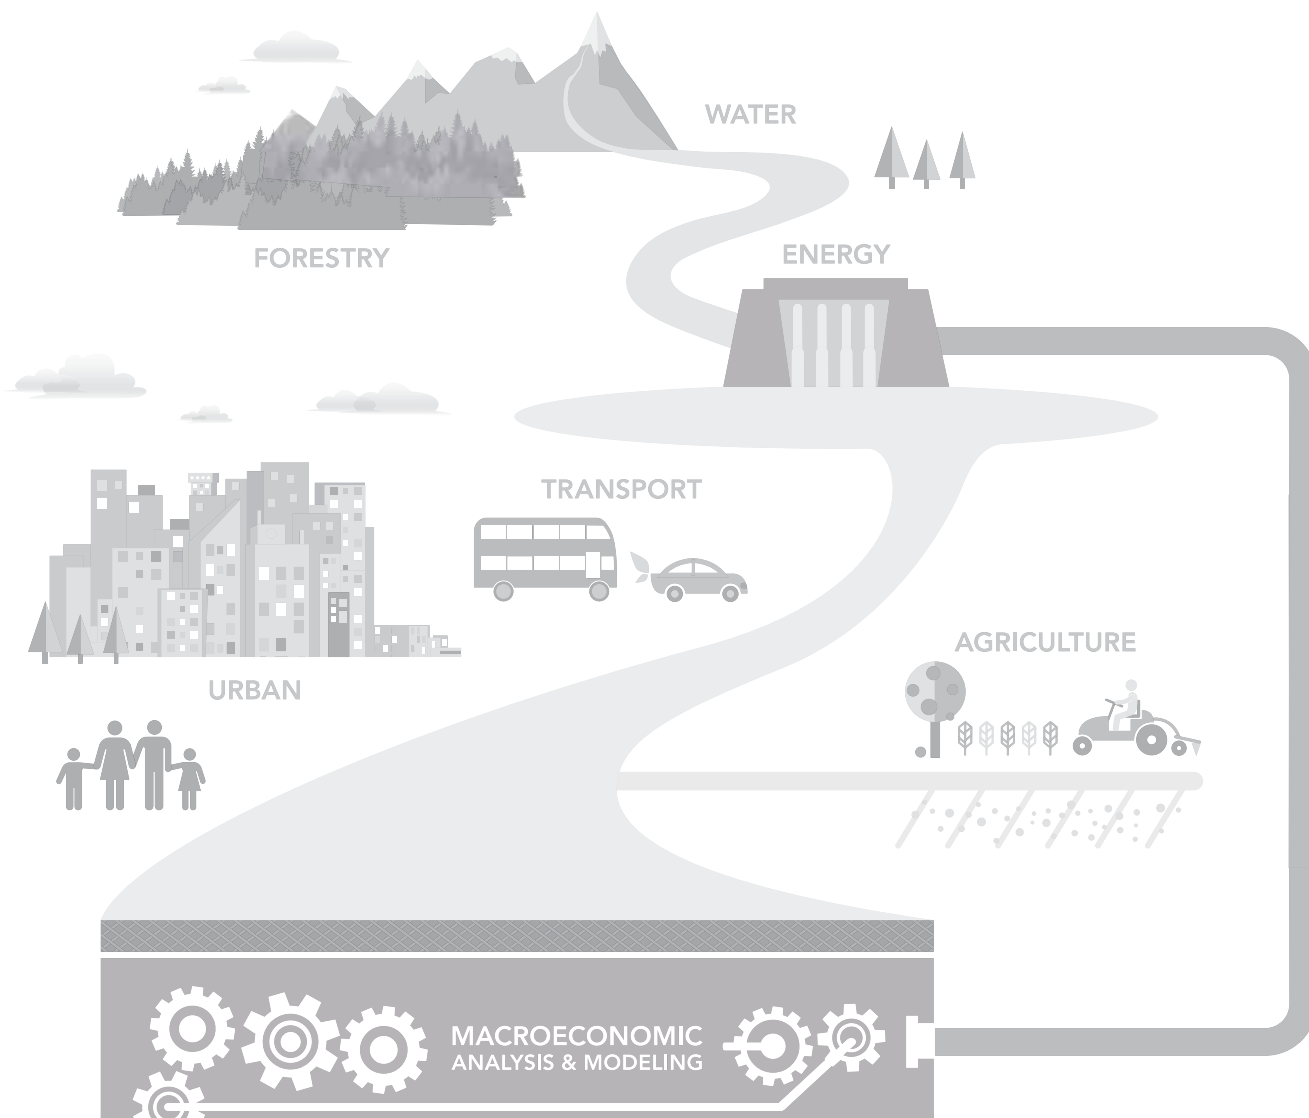 WATER
FORESTRY
ENERGY
TRANSPORT
AGRICULTURE
URBAN
MACROECONOMIC
ANALYSIS & MODELING